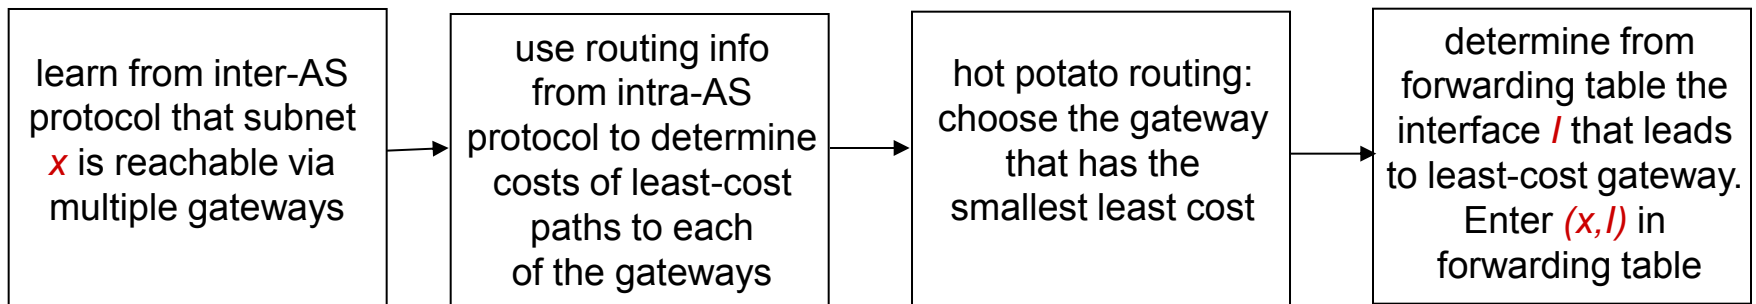 learn from inter-AS
protocol that subnet
x is reachable via
multiple gateways
use routing info
from intra-AS
protocol to determine
costs of least-cost
paths to each
of the gateways
hot potato routing:
choose the gateway
that has the
smallest least cost
determine from
forwarding table the
interface I that leads
to least-cost gateway.
Enter (x,I) in
forwarding table